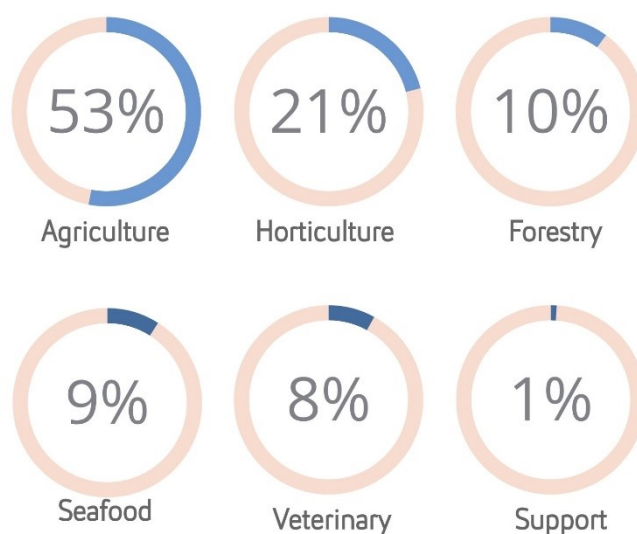 53%
21%
10%
Agriculture
Horticulture
Forestry
9%
8%
1%
Seafood
Veterinary
Support